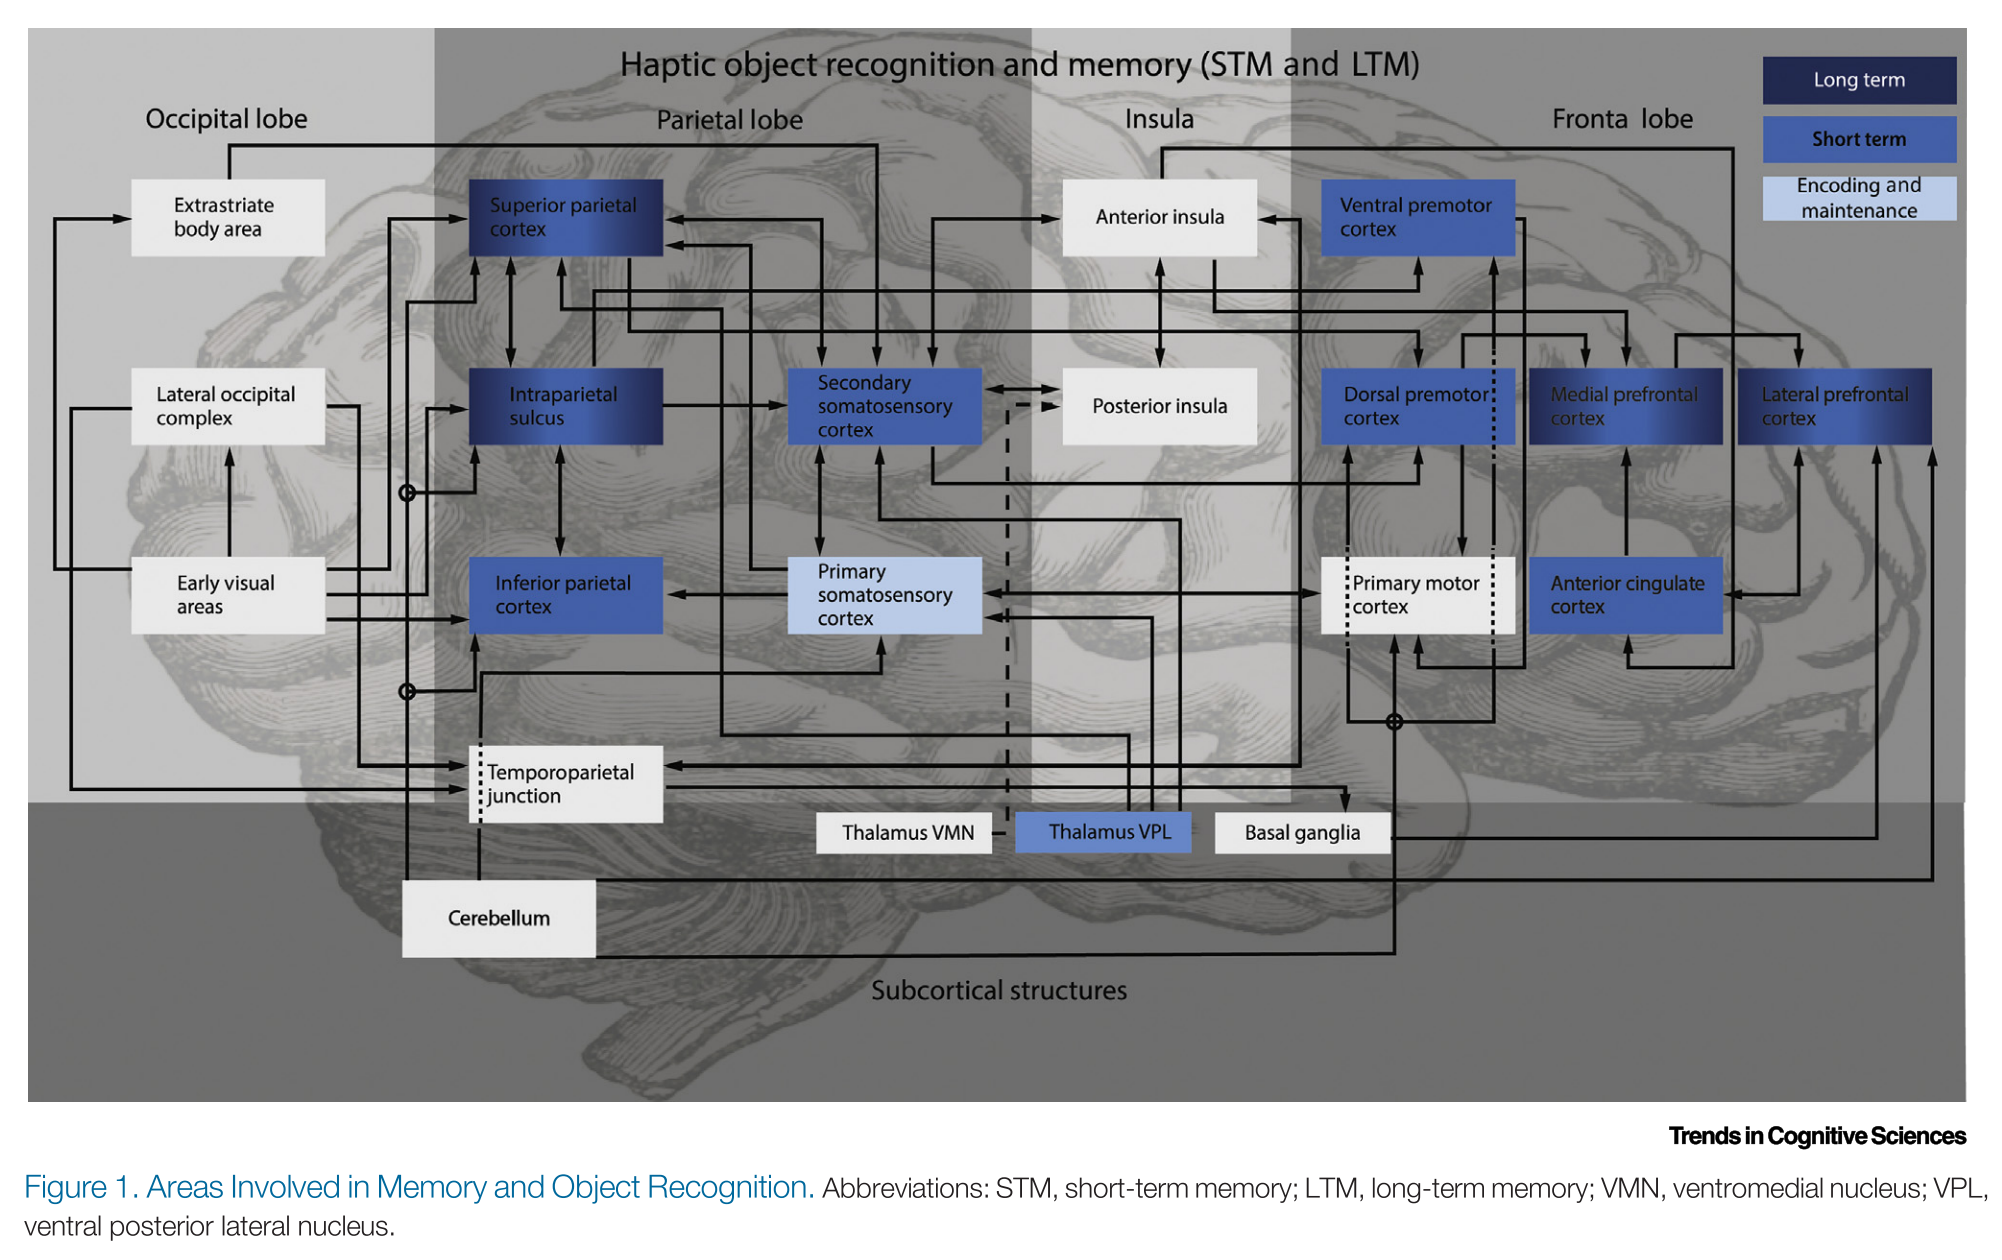 Haptic object recognition and memory (STM and LTM)
Long term
Short term
Encoding and
maintenance
Occipital lobe
Parietal lobe
Insula
Fronta lobe
Extrastriate
body area
Superior parietal
cortex
Anterior insula
Ventral premotor
cortex
Lateral occipital
complex
Intraparietal
sulcus
Secondary
somatosensory
cortex
Posterior insula
Dorsal premotor
cortex
Medial prefrontal
cortex
Lateral prefrontal
cortex
Early visual
areas
Inferior parietal
cortex
Primary
somatosensory
cortex
Primary motor
cortex
Anterior cingulate
cortex
Temporoparietal
junction
Thalamus VMN
Thalamus VPL
Basal ganglia
Cerebellum
Subcortical structures
Trends in Cognitive Sciences
Figure 1. Areas Involved in Memory and Object Recognition. Abbreviations: STM, short-term memory; LTM, long-term memory; VMN, ventromedial nucleus; VPL,
ventral posterior lateral nucleus.